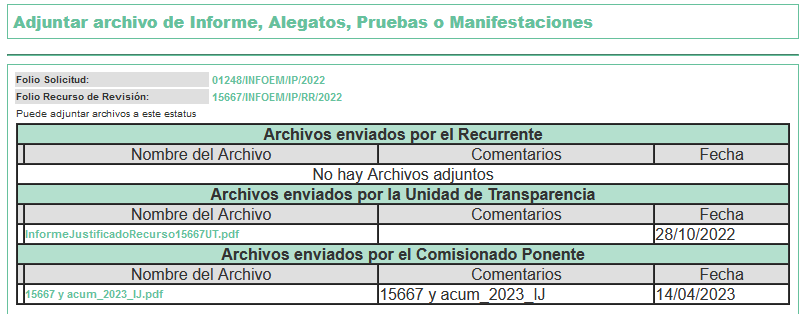 Adjuntar archivo de Informe, Alegatos, Pruebas o Manifestaciones
Folio Solicitud: 01248/INFOEM/IP/2022
Folio Recurso de Revisión: 15667/INFOEM/IP/RR/2022
Puede adjuntar archivos a este estatus
Archivos enviados por el Recurrente
Nombre del Archivo Comentarios Fecha
No hay Archivos adjuntos
Archivos enviados por la Unidad de Transparencia
Nombre del Archivo Comentarios Fecha
InformeJustificadoRecurso15667UT.pdf 28/10/2022
Archivos enviados por el Comisionado Ponente
Nombre del Archivo Comentarios Fecha
15667 y acum_2023_IJ.pdf 15667 y acum_2023_IJ 14/04/2023